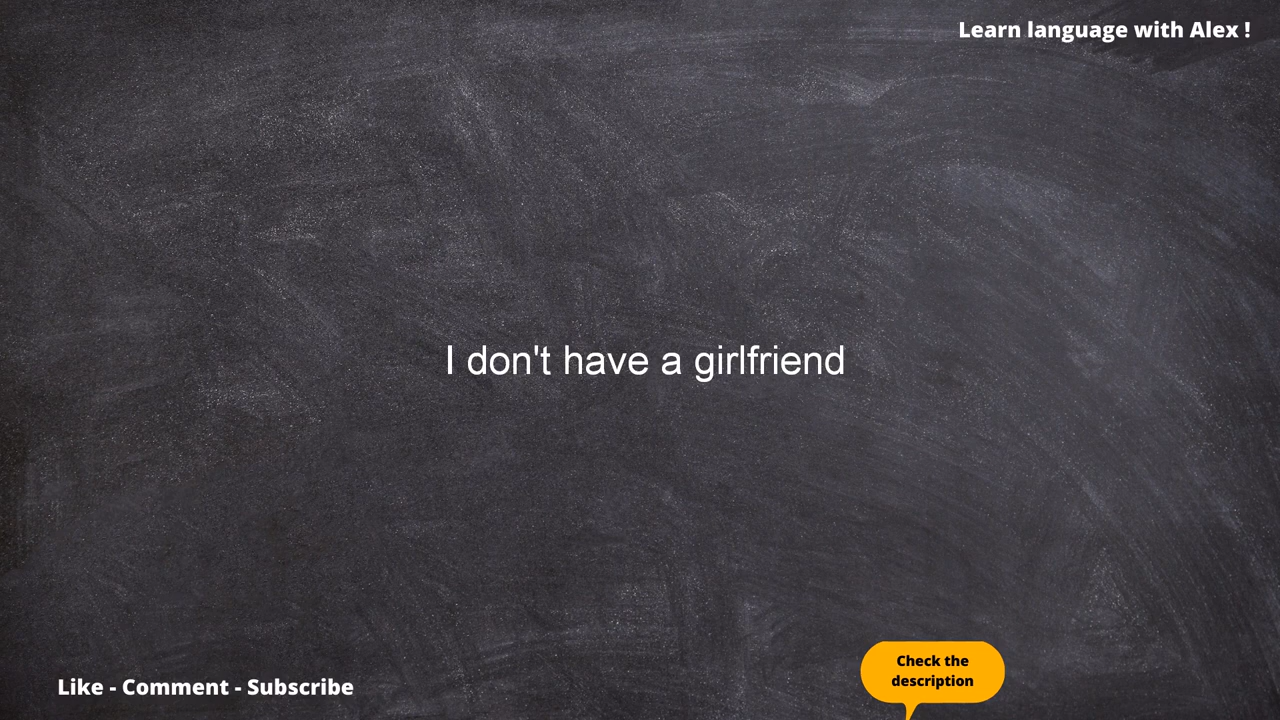 Learn language with Alex !
I don't have a girlfriend
Check the
description
Like - Comment - Subscribe